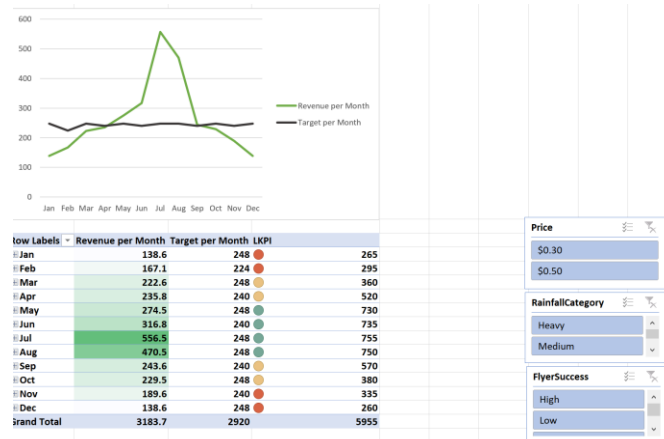 600
500
400
300
200
100
0
Revenue per Month
Target per Month
Jan Feb Mar Apr May Jun Jul Aug Sep Oct Nov Dec
Row Labels Revenue per Month Target per Month LKPI
Jan 138.6 248 265
Feb 167.1 224 295
Mar 222.6 248 360
Apr 235.8 240 520
May 274.5 248 730
Jun 316.8 240 735
Jul 556.5 248 755
Aug 470.5 248 750
Sep 243.6 240 570
Oct 229.5 248 380
Nov 189.6 240 335
Dec 138.6 248 260
Grand Total 3183.7 2920 5955
Price
$0.30
$0.50
RainfallCategory
Heavy
Medium
FlyerSuccess
High
Low